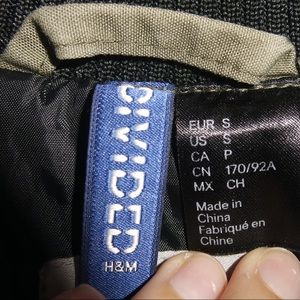 DIVIDED
H&M
EUR S
US S
CA P
CN 170/92A
MX CH
Made in
China
Fabriqué en
Chine